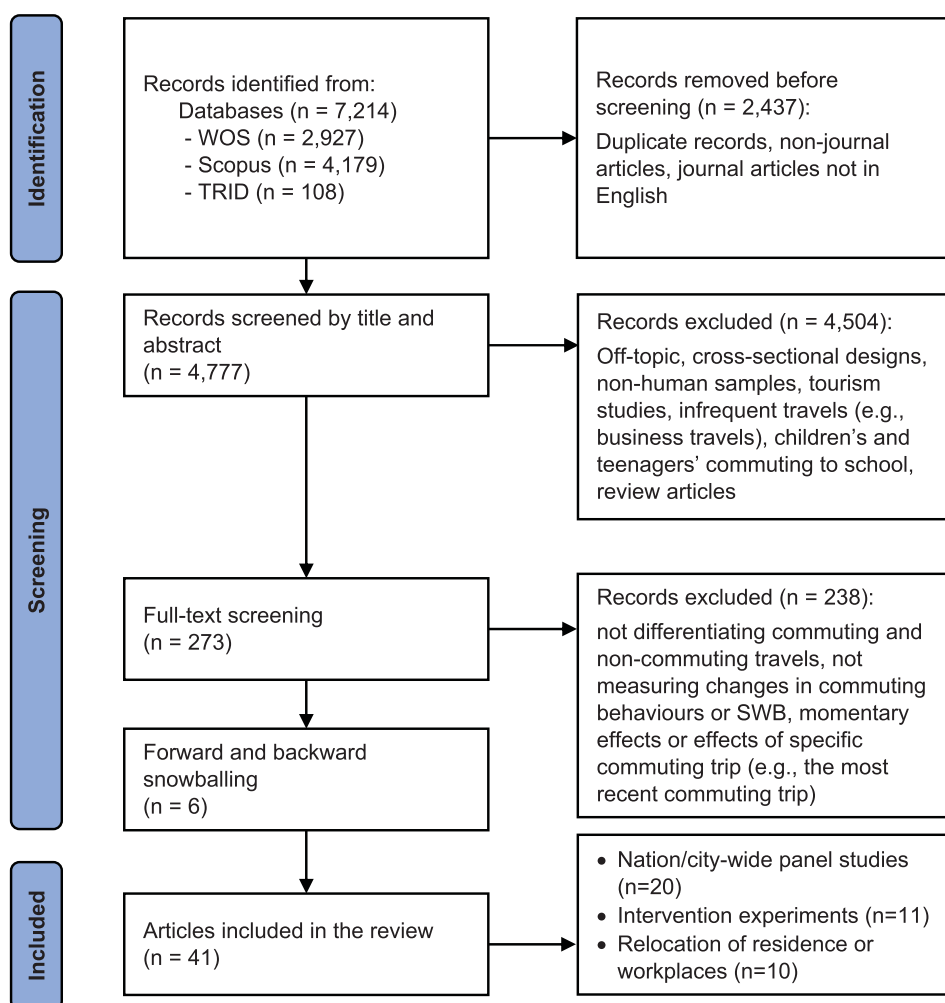 Identification
Records identified from:
Databases (n = 7,214)
- WOS (n = 2,927)
- Scopus (n = 4,179)
- TRID (n = 108)
Records removed before
screening (n = 2,437):
Duplicate records, non-journal
articles, journal articles not in
English
Screening
Records screened by title and
abstract
(n = 4,777)
Records excluded (n = 4,504):
Off-topic, cross-sectional designs,
non-human samples, tourism
studies, infrequent travels (e.g.,
business travels), children’s and
teenagers’ commuting to school,
review articles
Full-text screening
(n = 273)
Records excluded (n = 238):
not differentiating commuting and
non-commuting travels, not
measuring changes in commuting
behaviours or SWB, momentary
effects or effects of specific
commuting trip (e.g., the most
recent commuting trip)
Forward and backward
snowballing
(n = 6)
Included
Articles included in the review
(n = 41)
• Nation/city-wide panel studies
(n=20)
• Intervention experiments (n=11)
• Relocation of residence or
workplaces (n=10)